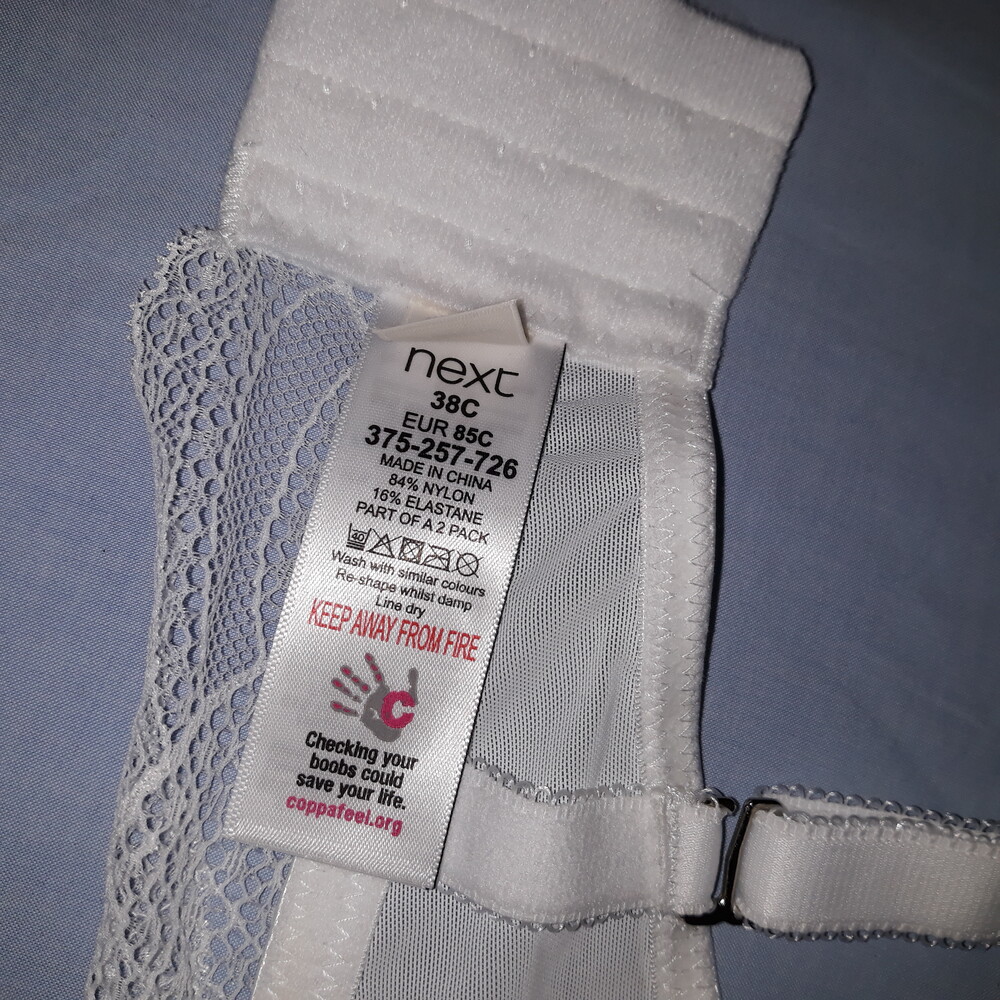 next
38C
EUR 85C
375-257-726
MADE IN CHINA
84% NYLON
16% ELASTANE
PART OF A 2 PACK
40
Wash with similar colours
Re-shape whilst damp
Line dry
KEEP AWAY FROM FIRE
C
Checking your
boobs could
save your life.
coppafeel.org